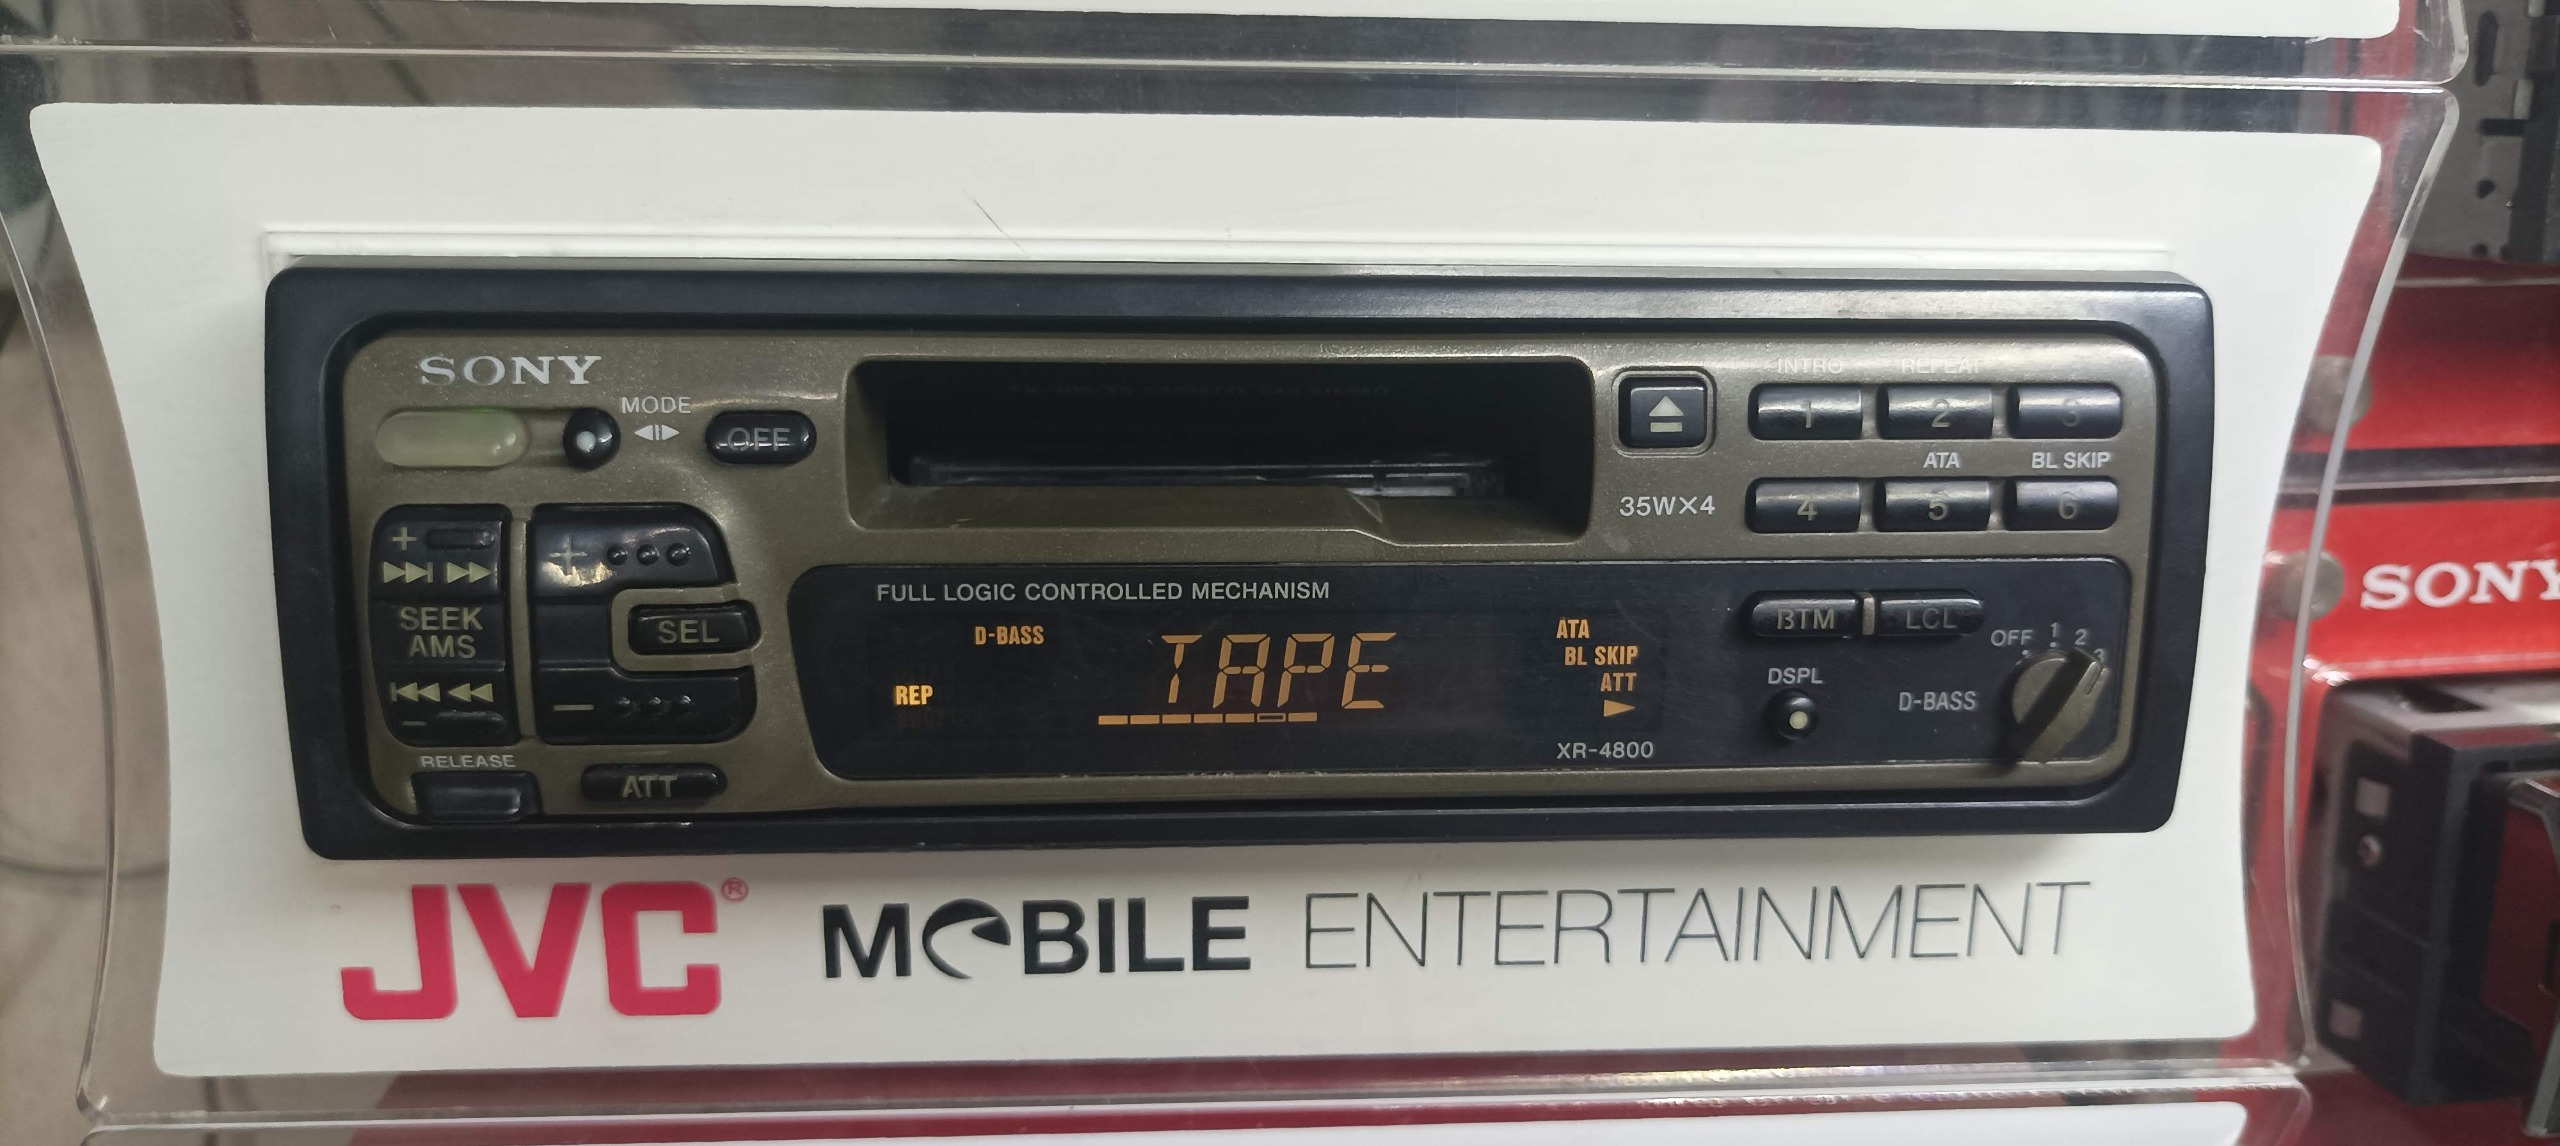 SONY
MODE
OFF
INTRO REPEAT
1 2 3
ATA BL SKIP
35WX4
4 5 6
+
SEEK
AMS
-
+
SEL
-
RELEASE
ATT
FULL LOGIC CONTROLLED MECHANISM
D-BASS
TAPE
REP
ATA
BL SKIP
ATT
XR-4800
BTM LCL
DSPL
D-BASS
OFF 1 2 3
JVC® MOBILE ENTERTAINMENT
SONY